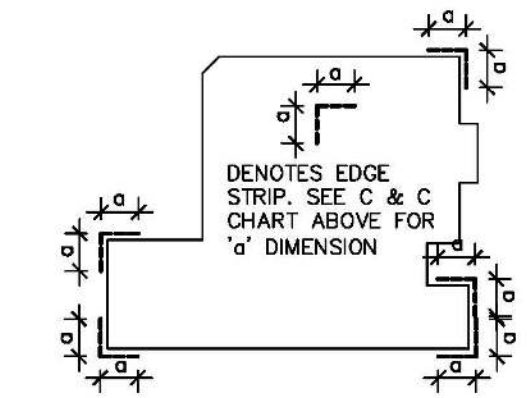 a
a
a
a
DENOTES EDGE
STRIP. SEE C & C
CHART ABOVE FOR
'a' DIMENSION
a
a
a
a
a
a
a
a